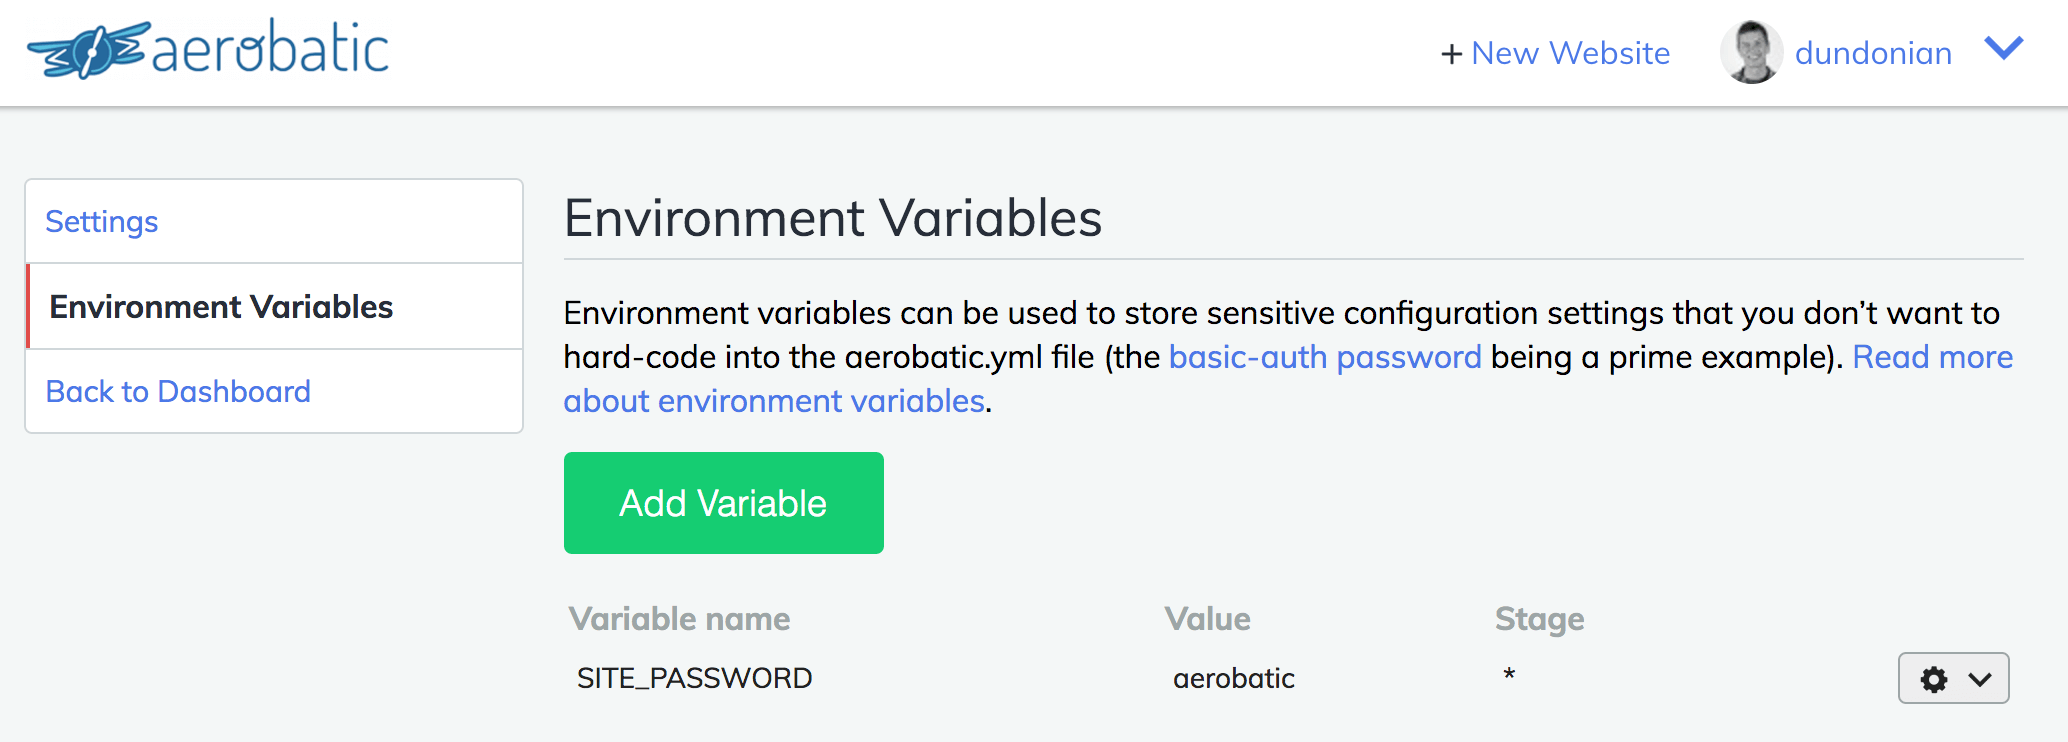 aerobatic
+ New Website
dundonian
Settings
Environment Variables
Back to Dashboard
Environment Variables
Environment variables can be used to store sensitive configuration settings that you don’t want to
hard-code into the aerobatic.yml file (the basic-auth password being a prime example). Read more
about environment variables.
Add Variable
Variable name Value Stage
SITE_PASSWORD aerobatic *